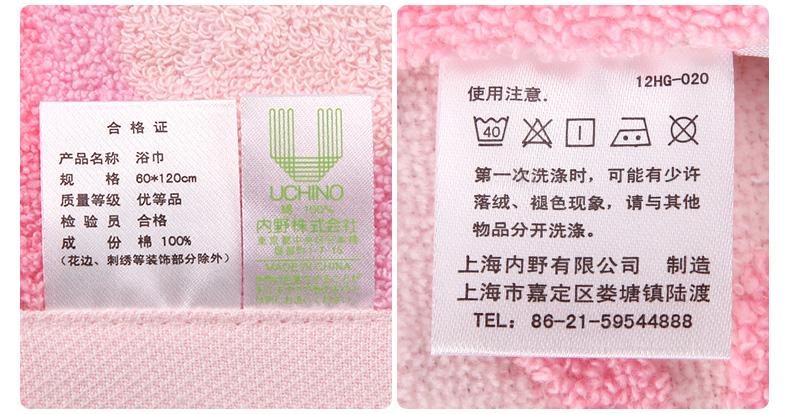 合格证
产品名称 浴巾
规 格 60*120cm
质量等级 优等品
检 验 员 合格
成 份 棉 100%
(花边、刺绣等装饰部分除外)
UCHINO
綿 100%
内野株式会社
MADE IN CHINA
12HG-020
使用注意.
40
第一次洗涤时,可能有少许
落绒、褪色现象,请与其他
物品分开洗涤。
上海内野有限公司 制造
上海市嘉定区娄塘镇陆渡
TEL: 86-21-59544888